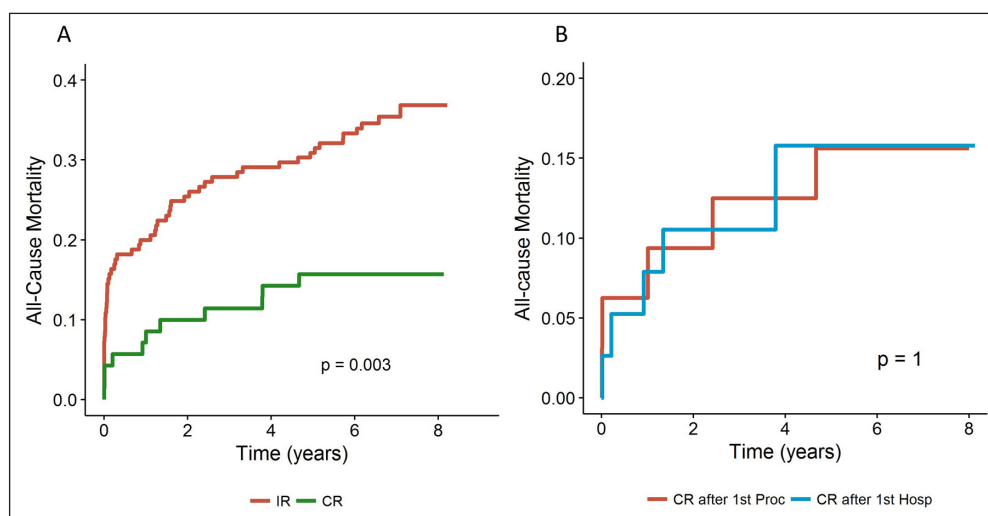 A
All-Cause Mortality
0.4
0.3
0.2
0.1
0.0
p = 0.003
0 2 4 6 8
Time (years)
IR CR
B
All-cause Mortality
0.20
0.15
0.10
0.05
0.00
p = 1
0 2 4 6 8
Time (years)
CR after 1st Proc CR after 1st Hosp